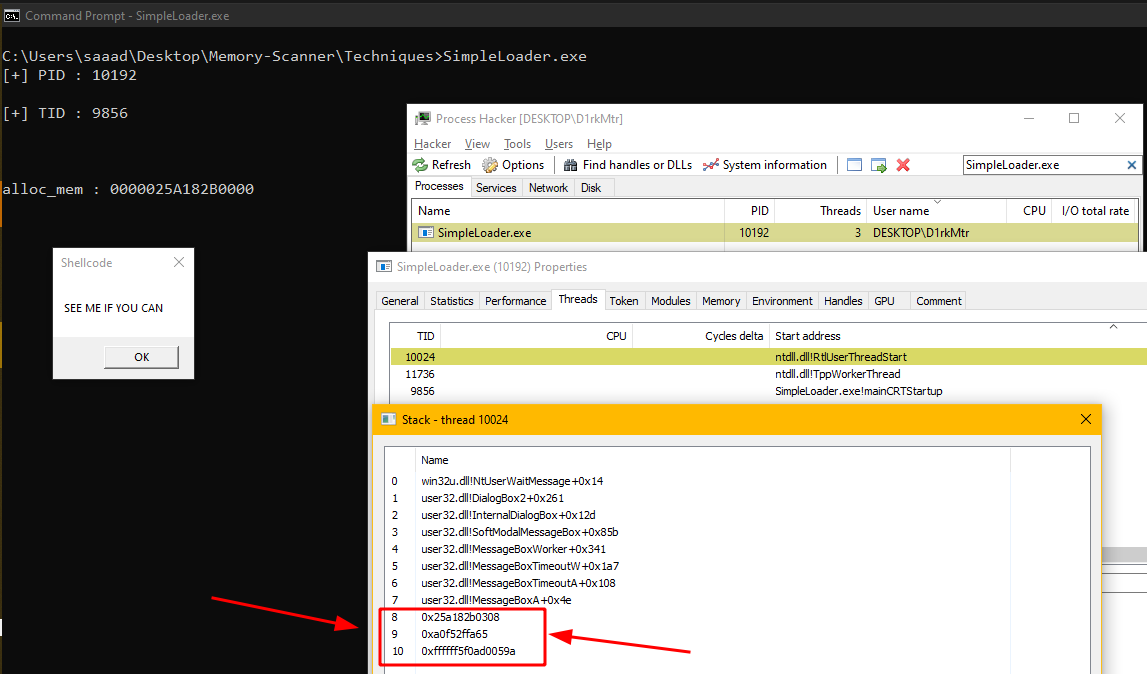 Command Prompt - SimpleLoader.exe
C:\Users\saaad\Desktop\Memory-Scanner\Techniques>SimpleLoader.exe
[+] PID : 10192
[+] TID : 9856
alloc_mem : 0000025A182B0000
Shellcode
SEE ME IF YOU CAN
OK
Process Hacker [DESKTOP\D1rkMtr]
Hacker View Tools Users Help
Refresh Options Find handles or DLLs System information SimpleLoader.exe
Processes Services Network Disk
Name PID Threads User name CPU I/O total rate
SimpleLoader.exe 10192 3 DESKTOP\D1rkMtr
SimpleLoader.exe (10192) Properties
General Statistics Performance Threads Token Modules Memory Environment Handles GPU Comment
TID CPU Cycles delta Start address
10024 ntdll.dll!RtlUserThreadStart
11736 ntdll.dll!TppWorkerThread
9856 SimpleLoader.exe!mainCRTStartup
Stack - thread 10024
Name
0 win32u.dll!NtUserWaitMessage+0x14
1 user32.dll!DialogBox2+0x261
2 user32.dll!InternalDialogBox+0x12d
3 user32.dll!SoftModalMessageBox+0x85b
4 user32.dll!MessageBoxWorker+0x341
5 user32.dll!MessageBoxTimeoutW+0x1a7
6 user32.dll!MessageBoxTimeoutA+0x108
7 user32.dll!MessageBoxA+0x4e
8 0x25a182b0308
9 0xa0f52ffa65
10 0xffffff5f0ad0059a